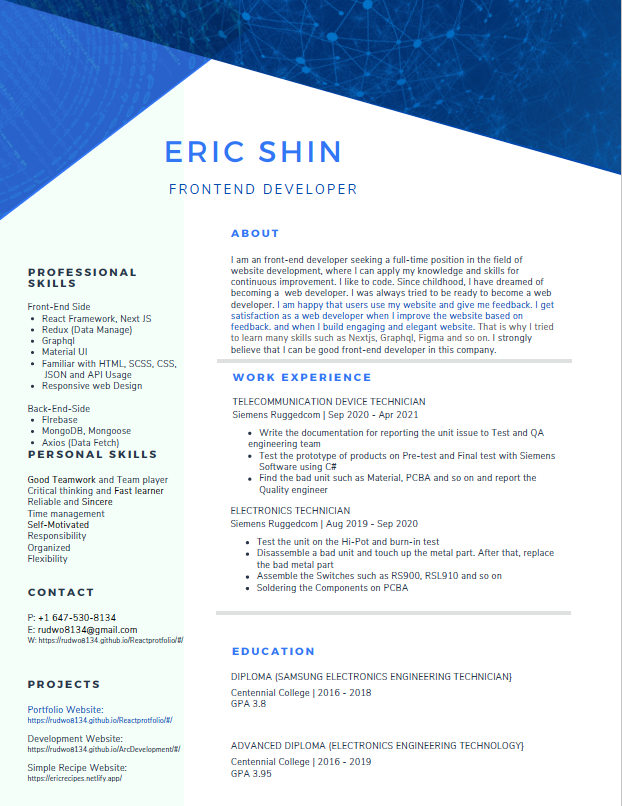 ERIC SHIN
FRONTEND DEVELOPER
PROFESSIONAL
SKILLS
Front-End Side
• React Framework, Next JS
• Redux (Data Manage)
• Graphql
• Material UI
• Familiar with HTML, SCSS, CSS,
JSON and API Usage
• Responsive web Design
Back-End-Side
• FIrebase
• MongoDB, Mongoose
• Axios (Data Fetch)
PERSONAL SKILLS
Good Teamwork and Team player
Critical thinking and Fast learner
Reliable and Sincere
Time management
Self-Motivated
Responsibility
Organized
Flexibility
CONTACT
P: +1 647-530-8134
E: rudwo8134@gmail.com
W: https://rudwo8134.github.io/Reactprotfolio/#/
PROJECTS
Portfolio Website:
https://rudwo8134.github.io/Reactprotfolio/#/
Development Website:
https://rudwo8134.github.io/ArcDevelopment/#/
Simple Recipe Website:
https://ericrecipes.netlify.app/
ABOUT
I am an front-end developer seeking a full-time position in the field of
website development, where I can apply my knowledge and skills for
continuous improvement. I like to code. Since childhood, I have dreamed of
becoming a web developer. I was always tried to be ready to become a web
developer. I am happy that users use my website and give me feedback. I get
satisfaction as a web developer when I improve the website based on
feedback. and when I build engaging and elegant website. That is why I tried
to learn many skills such as Nextjs, Graphql, Figma and so on. I strongly
believe that I can be good front-end developer in this company.
WORK EXPERIENCE
TELECOMMUNICATION DEVICE TECHNICIAN
Siemens Ruggedcom | Sep 2020 - Apr 2021
• Write the documentation for reporting the unit issue to Test and QA
engineering team
• Test the prototype of products on Pre-test and Final test with Siemens
Software using C#
• Find the bad unit such as Material, PCBA and so on and report the
Quality engineer
ELECTRONICS TECHNICIAN
Siemens Ruggedcom | Aug 2019 - Sep 2020
• Test the unit on the Hi-Pot and burn-in test
• Disassemble a bad unit and touch up the metal part. After that, replace
the bad metal part
• Assemble the Switches such as RS900, RSL910 and so on
• Soldering the Components on PCBA
EDUCATION
DIPLOMA (SAMSUNG ELECTRONICS ENGINEERING TECHNICIAN}
Centennial College | 2016 - 2018
GPA 3.8
ADVANCED DIPLOMA (ELECTRONICS ENGINEERING TECHNOLOGY}
Centennial College | 2016 - 2019
GPA 3.95